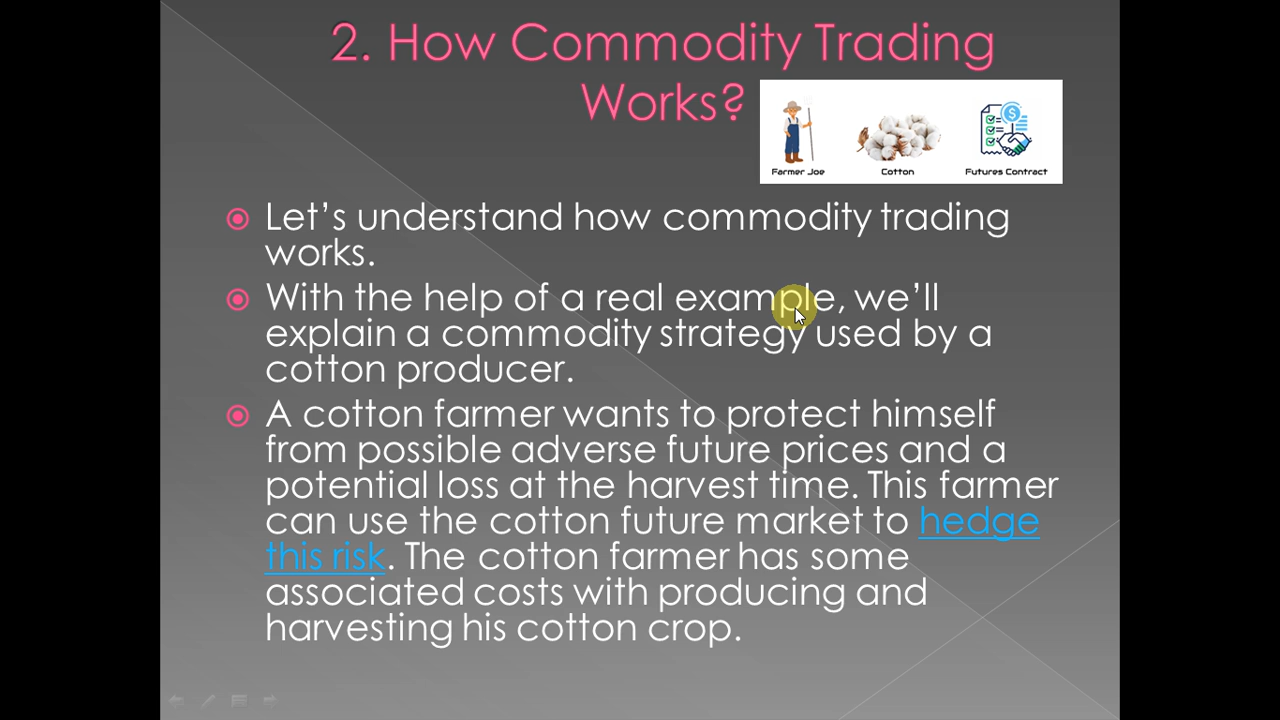 2. How Commodity Trading
Works?
Farmer Joe
Cotton
Futures Contract
Let’s understand how commodity trading
works.
With the help of a real example, we’ll
explain a commodity strategy used by a
cotton producer.
A cotton farmer wants to protect himself
from possible adverse future prices and a
potential loss at the harvest time. This farmer
can use the cotton future market to hedge
this risk. The cotton farmer has some
associated costs with producing and
harvesting his cotton crop.